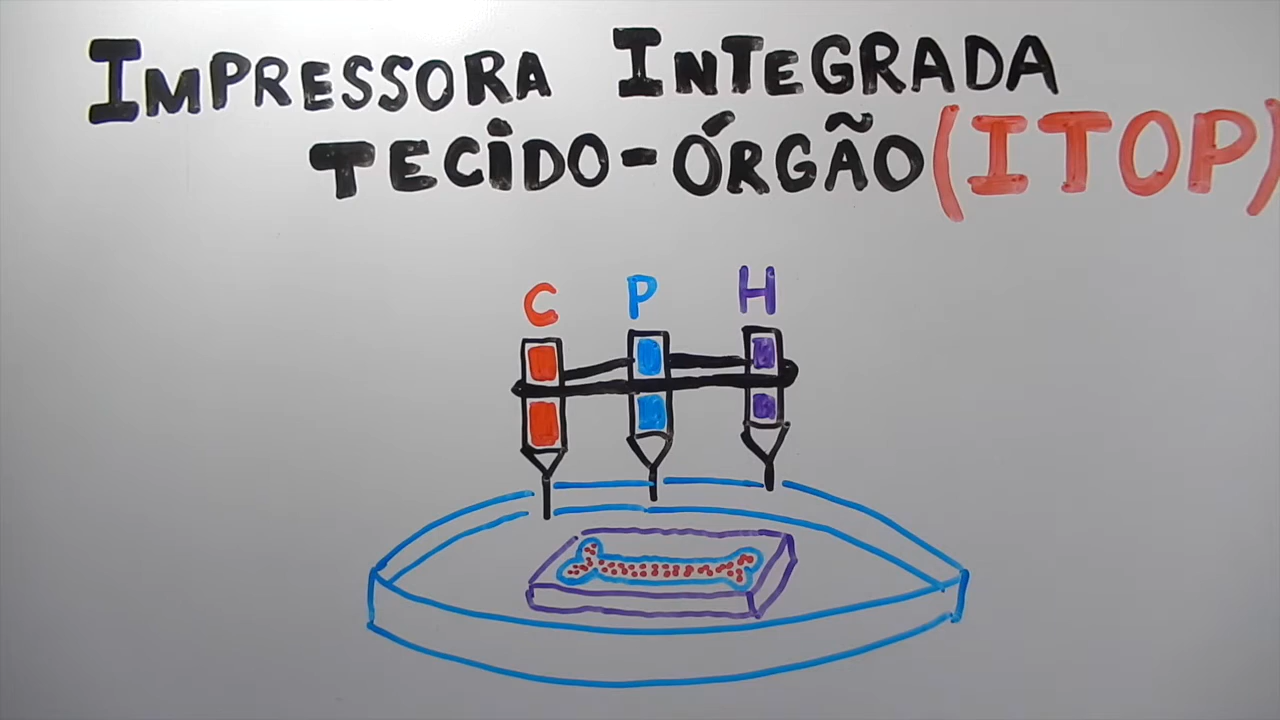 IMPRESSORA INTEGRADA
TECIDO-ÓRGÃO (ITOP)
C P H